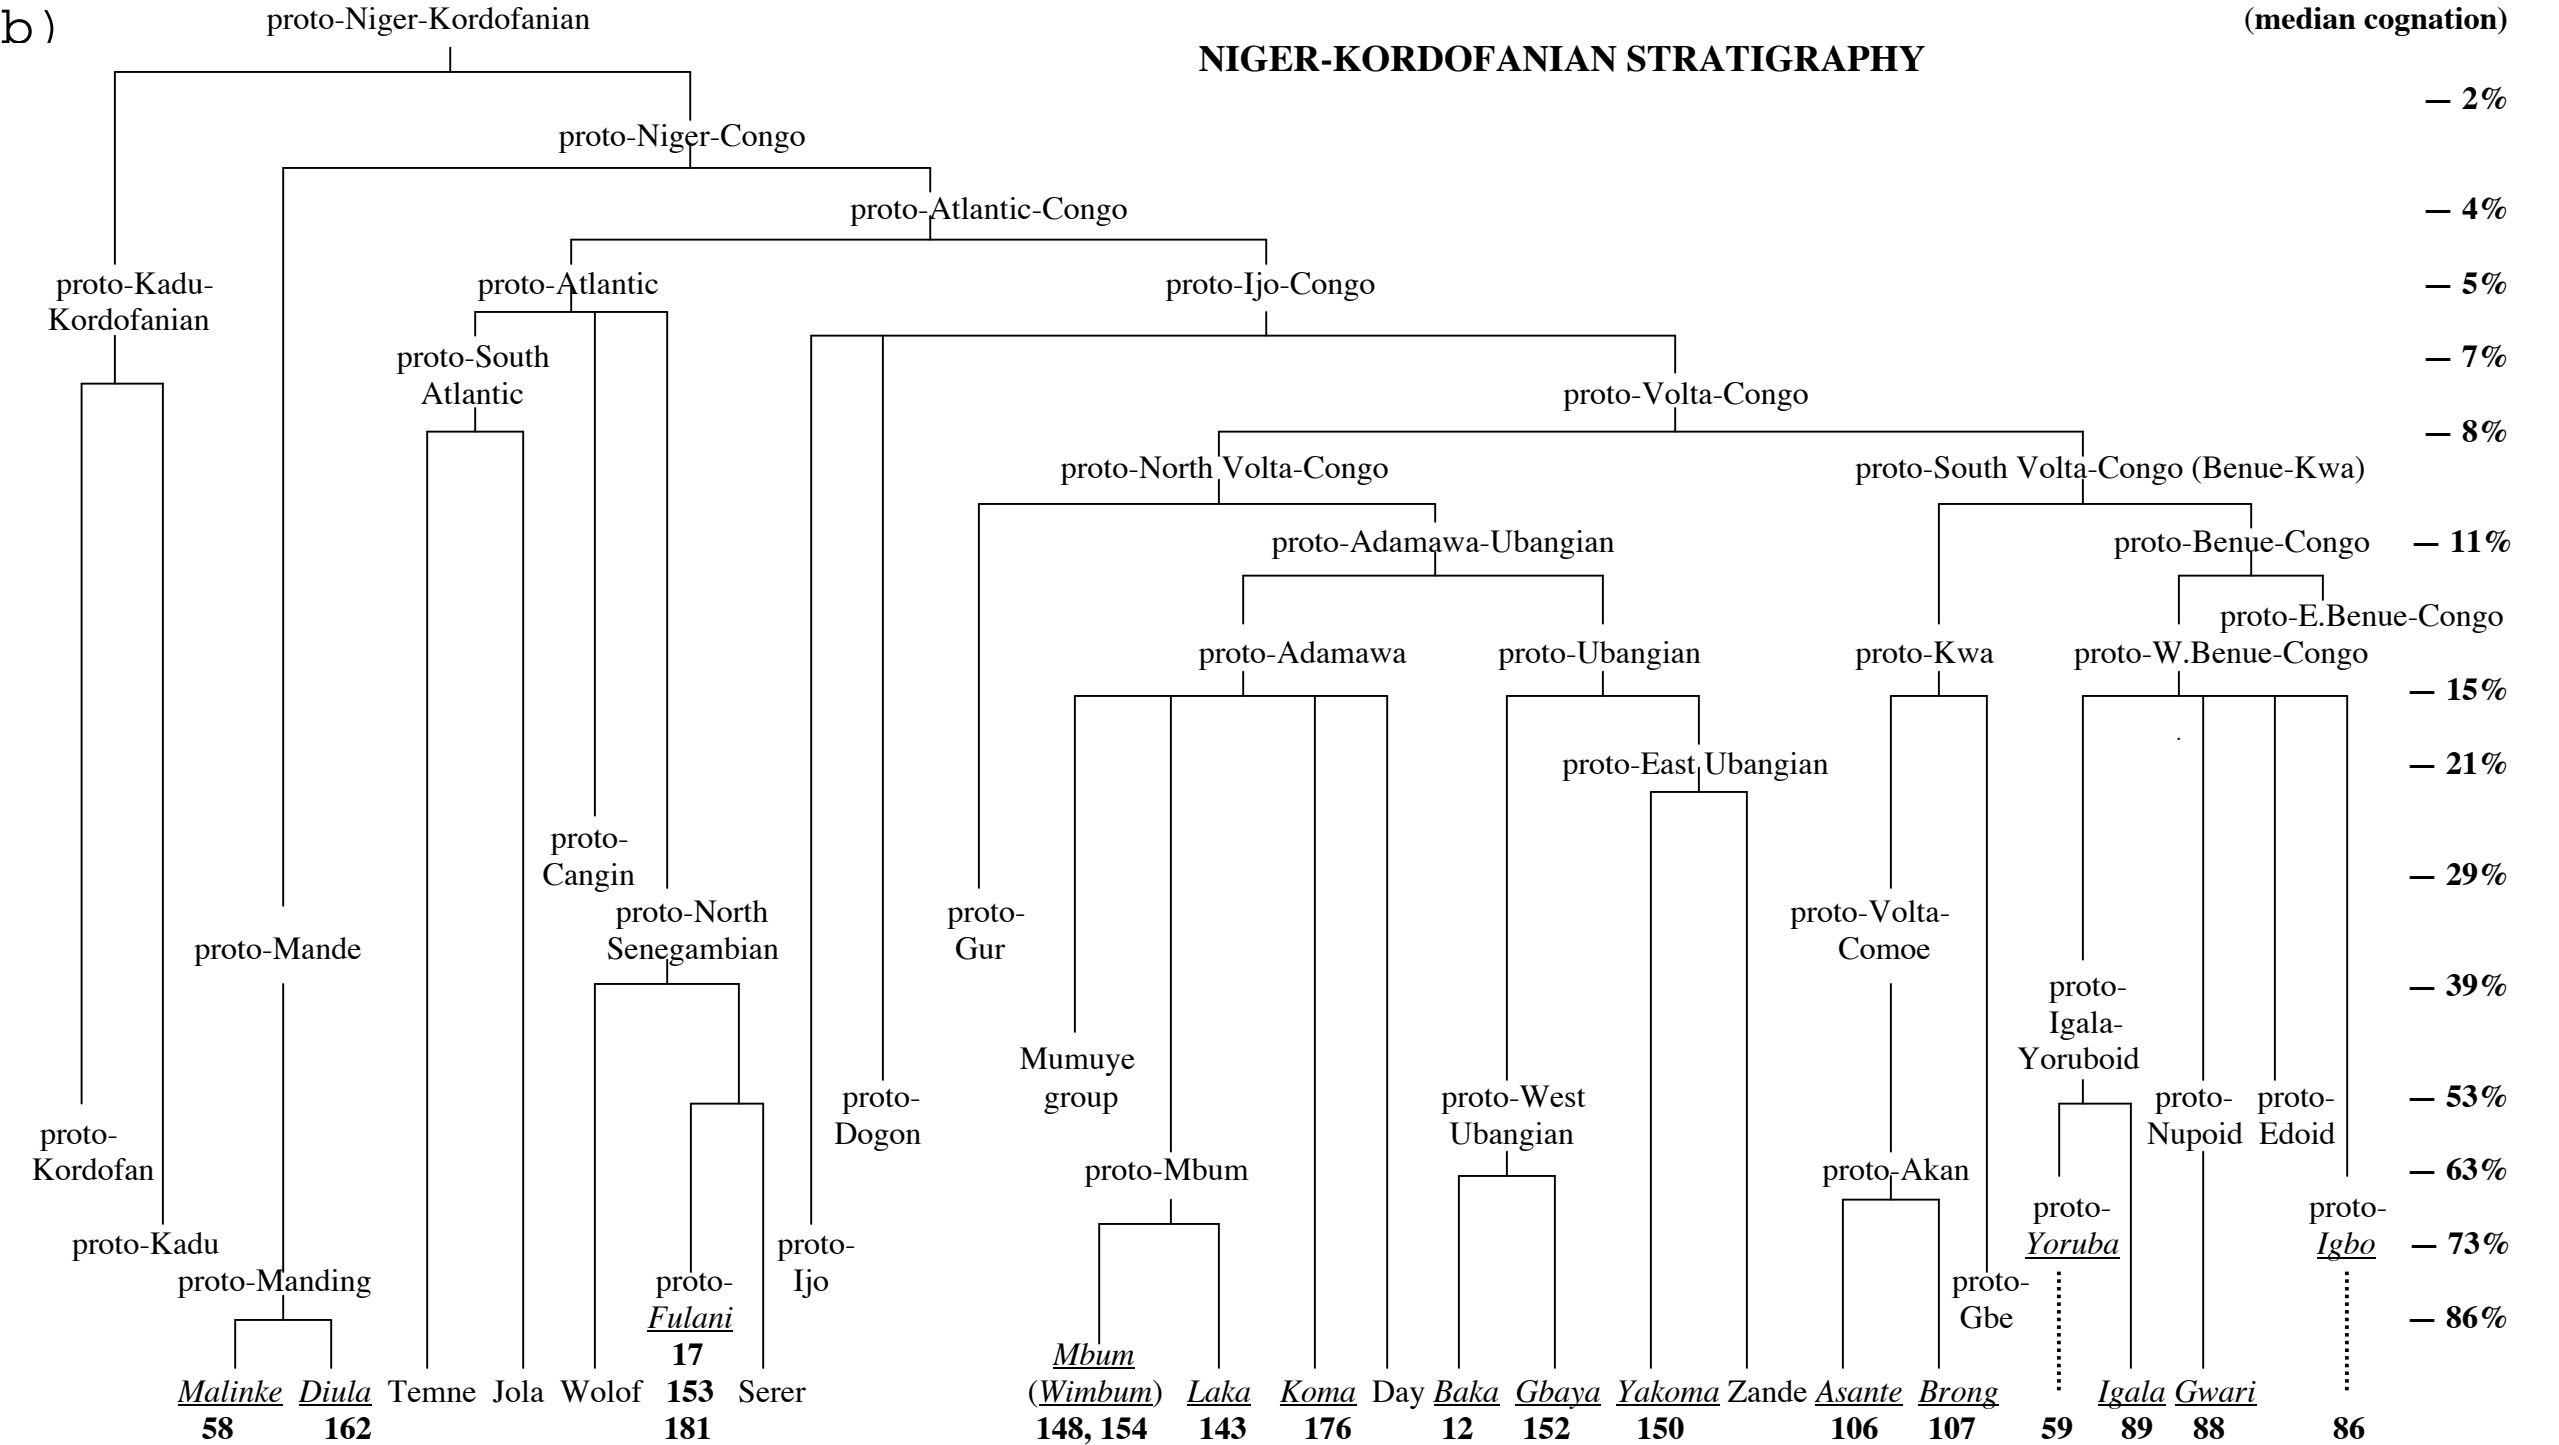 b)
proto-Niger-Kordofanian
(median cognation)
NIGER-KORDOFANIAN STRATIGRAPHY
— 2%
proto-Niger-Congo
proto-Atlantic-Congo
— 4%
proto-Kadu-
Kordofanian
proto-Atlantic
proto-Ijo-Congo
— 5%
proto-South
Atlantic
— 7%
proto-Volta-Congo
— 8%
proto-North Volta-Congo
proto-South Volta-Congo (Benue-Kwa)
proto-Adamawa-Ubangian
proto-Benue-Congo
— 11%
proto-E.Benue-Congo
proto-Adamawa
proto-Ubangian
proto-Kwa
proto-W.Benue-Congo
— 15%
proto-East Ubangian
— 21%
proto-
Cangin
— 29%
proto-North
Senegambian
proto-
Gur
proto-Volta-
Comoe
proto-Mande
— 39%
proto-
Igala-
Yoruboid
Mumuye
group
proto-
Dogon
proto-West
Ubangian
proto-
Nupoid
proto-
Edoid
— 53%
proto-
Kordofan
proto-Mbum
proto-Akan
— 63%
proto-
Yoruba
proto-
Igbo
proto-Kadu
proto-
Ijo
— 73%
proto-Manding
proto-
Fulani
proto-
Gbe
— 86%
17
Mbum
Malinke Diula Temne Jola Wolof 153 Serer (Wimbum) Laka Koma Day Baka Gbaya Yakoma Zande Asante Brong Igala Gwari
58 162 181 148, 154 143 176 12 152 150 106 107 59 89 88 86